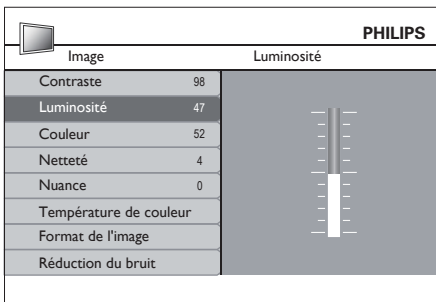 PHILIPS
Image Luminosité
Contraste 98
Luminosité 47
Couleur 52
Netteté 4
Nuance 0
Température de couleur
Format de l'image
Réduction du bruit